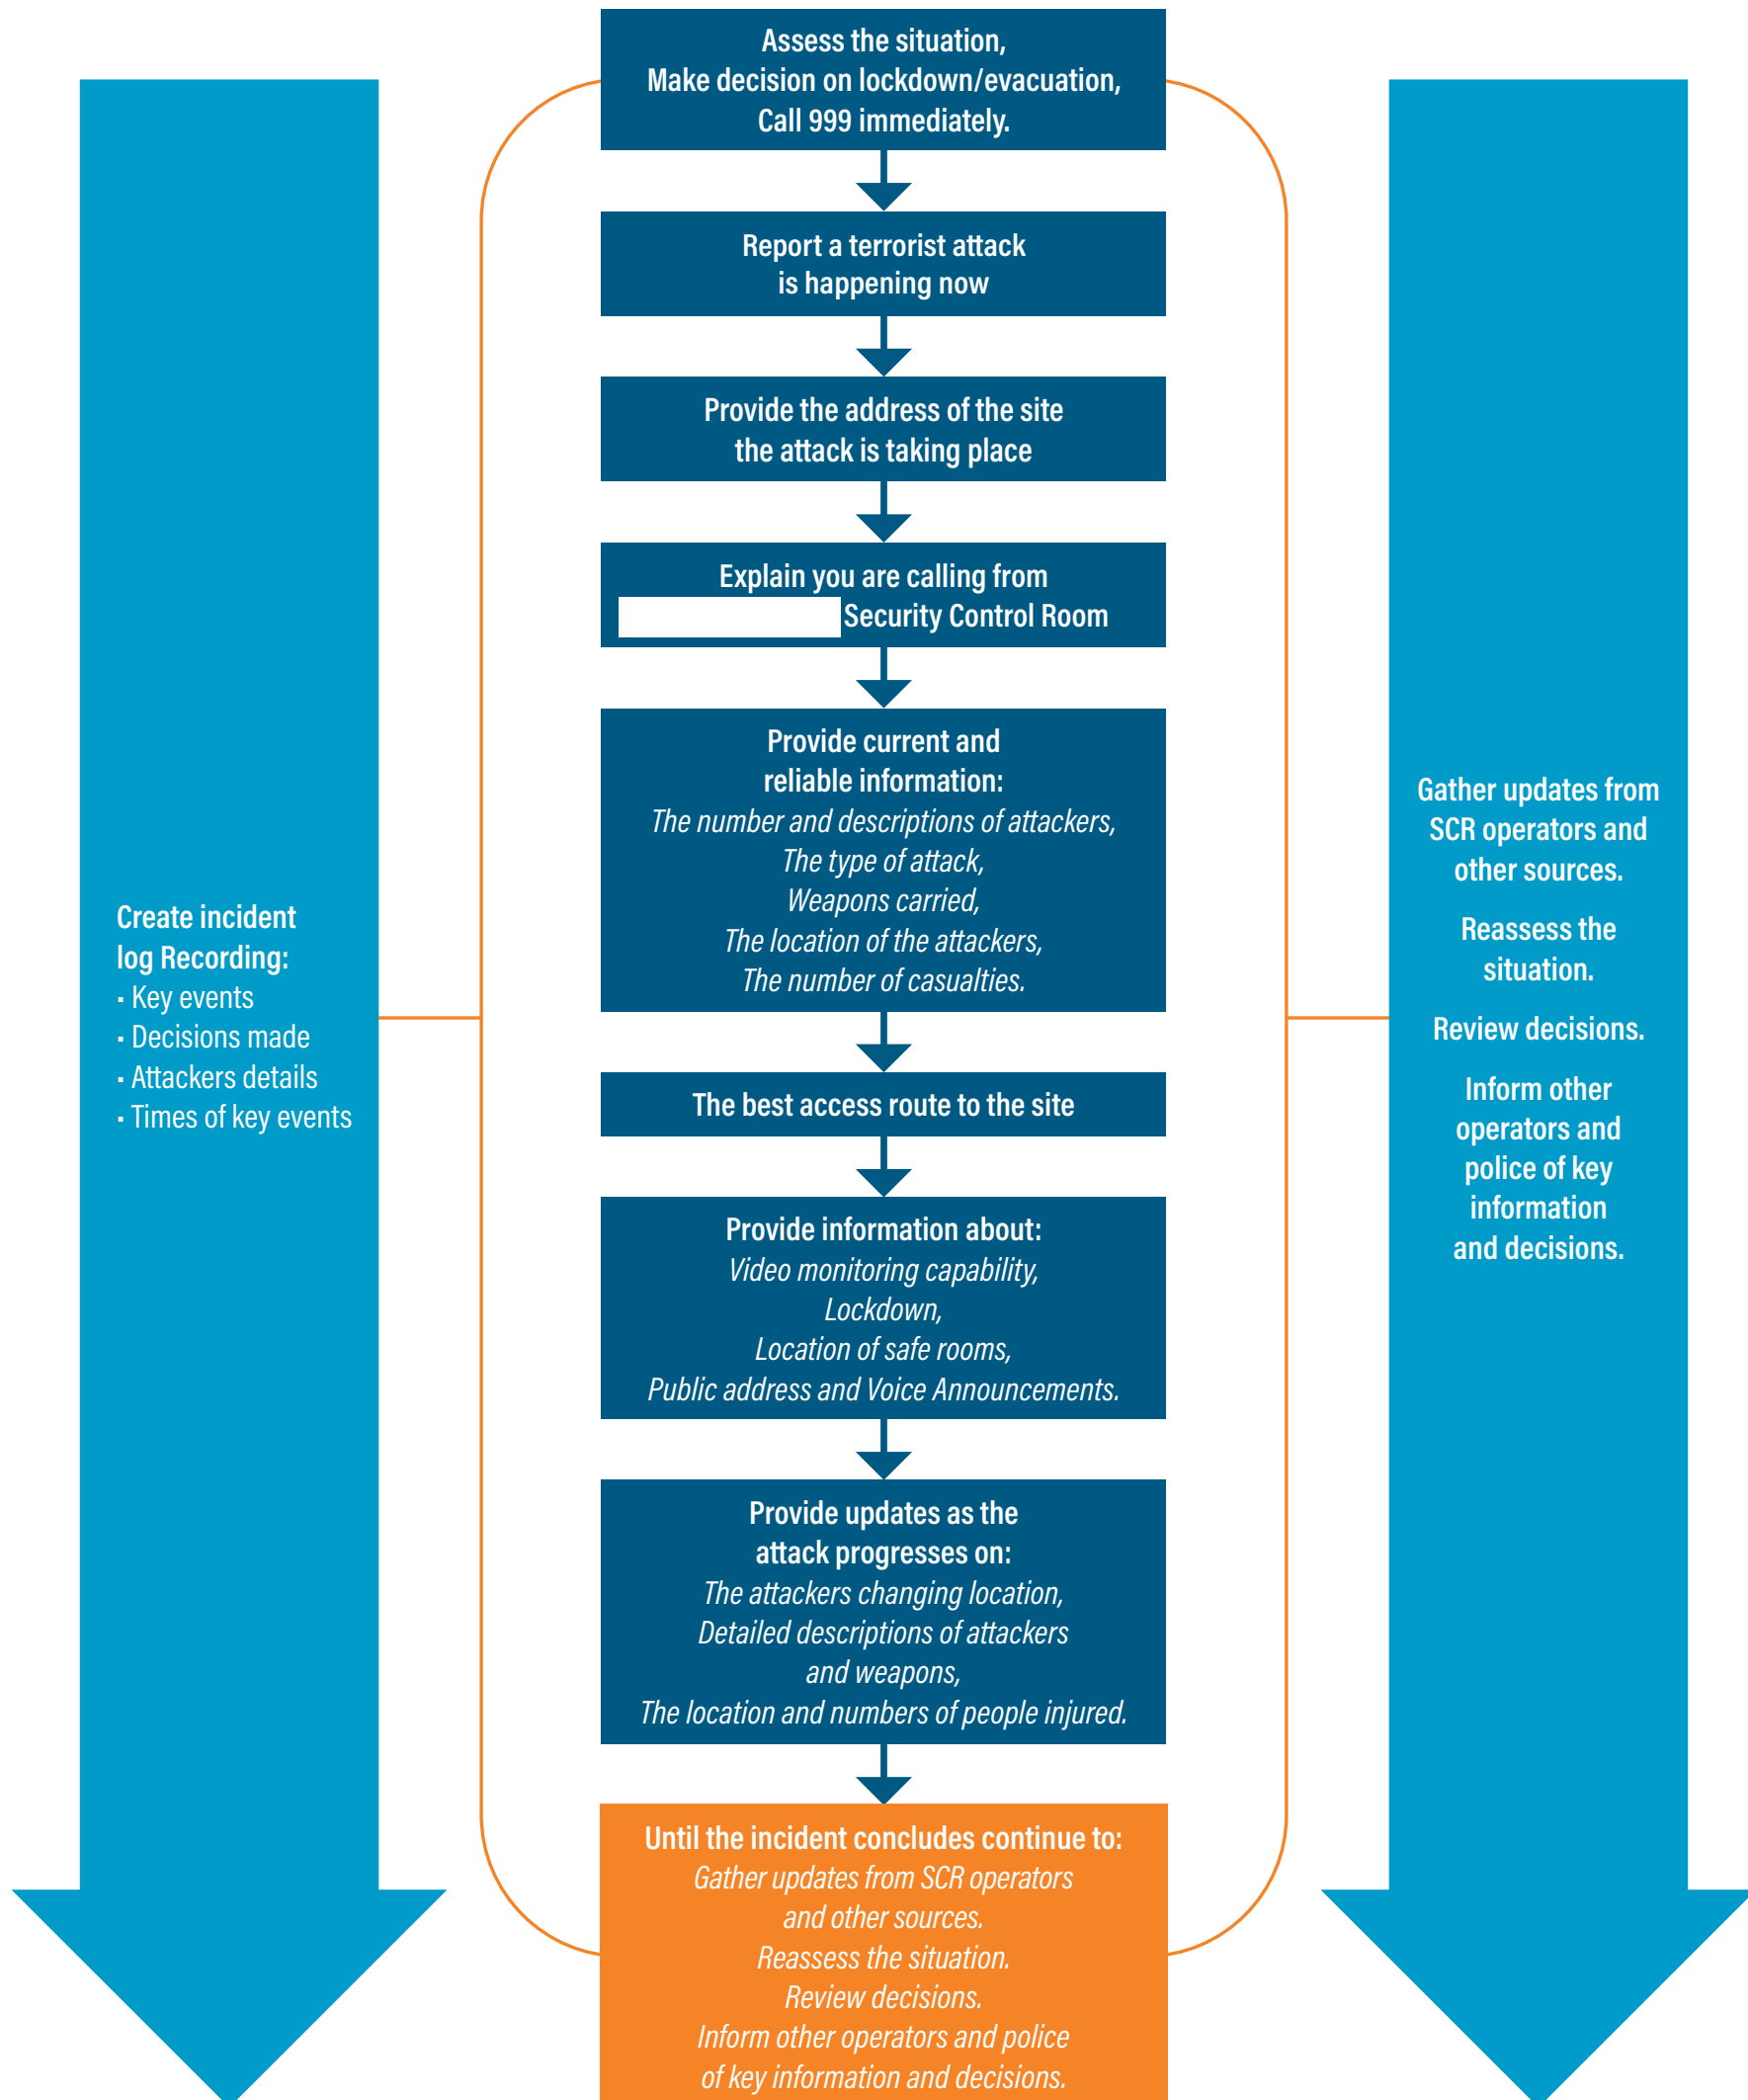 Assess the situation,
Make decision on lockdown/evacuation,
Call 999 immediately.
Report a terrorist attack
is happening now
Provide the address of the site
the attack is taking place
Explain you are calling from
Security Control Room
Provide current and
reliable information:
The number and descriptions of attackers,
The type of attack,
Weapons carried,
The location of the attackers,
The number of casualties.
The best access route to the site
Provide information about:
Video monitoring capability,
Lockdown,
Location of safe rooms,
Public address and Voice Announcements.
Provide updates as the
attack progresses on:
The attackers changing location,
Detailed descriptions of attackers
and weapons,
The location and numbers of people injured.
Until the incident concludes continue to:
Gather updates from SCR operators
and other sources.
Reassess the situation.
Review decisions.
Inform other operators and police
of key information and decisions.
Create incident
log Recording:
· Key events
· Decisions made
· Attackers details
· Times of key events
Gather updates from
SCR operators and
other sources.
Reassess the
situation.
Review decisions.
Inform other
operators and
police of key
information
and decisions.